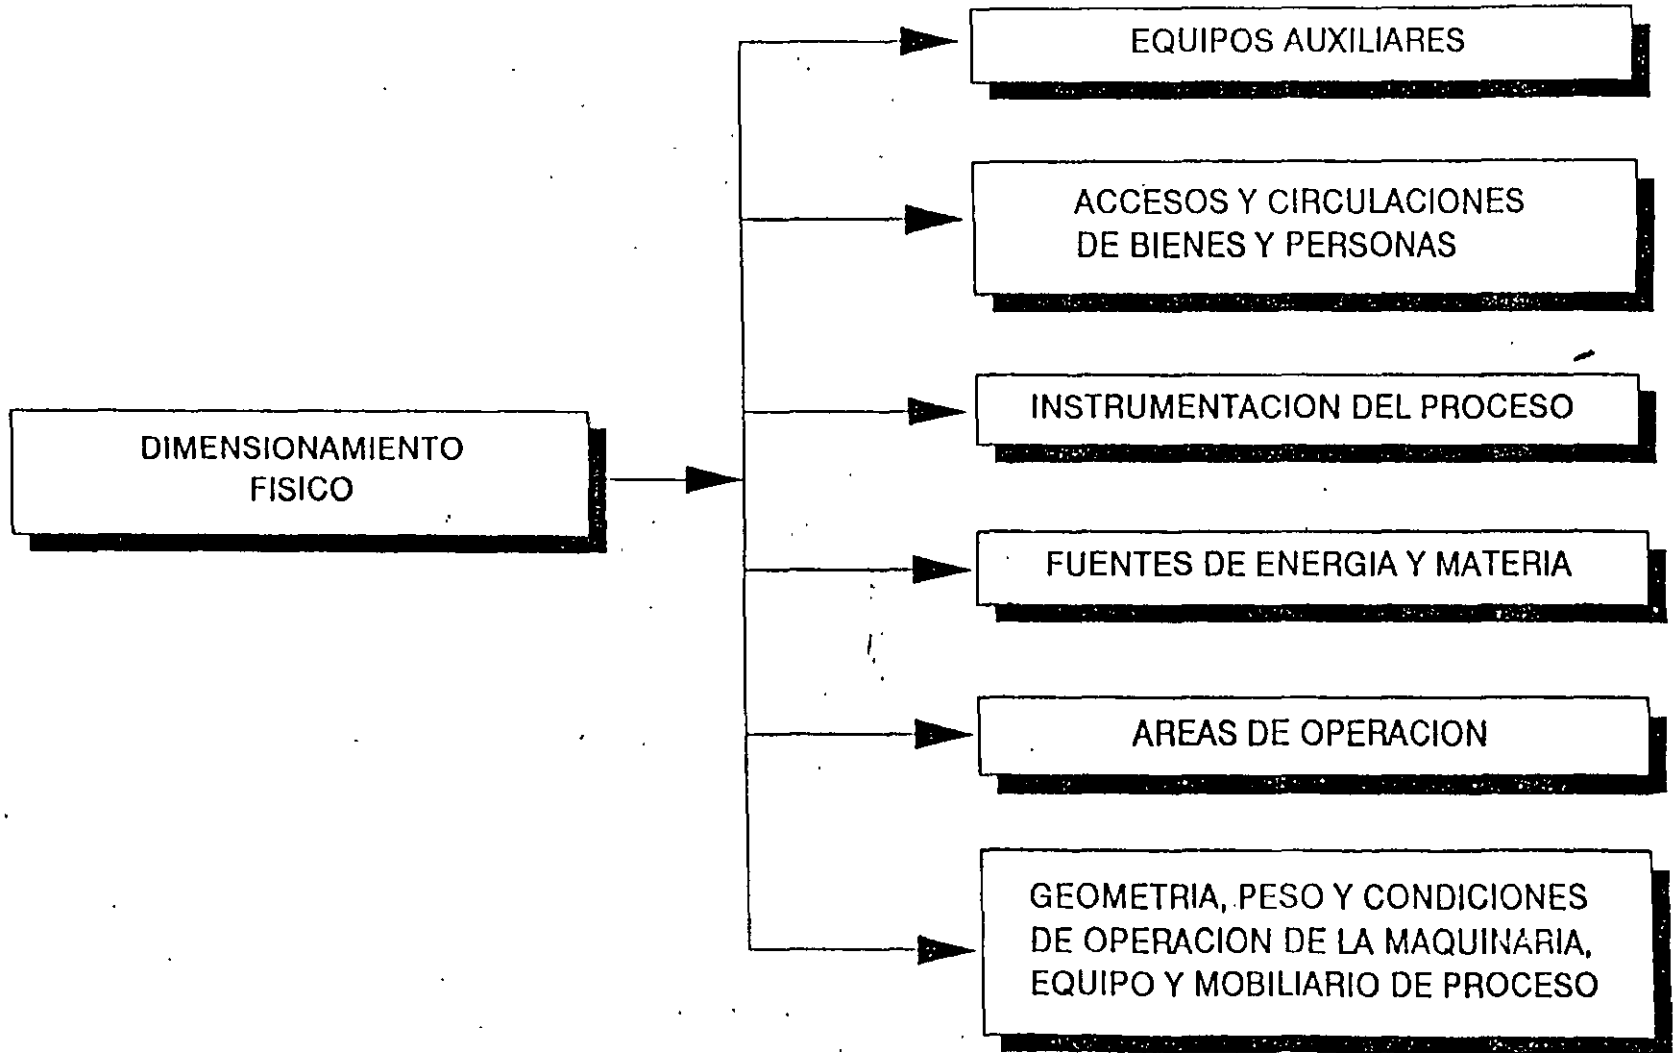 EQUIPOS AUXILIARES
ACCESOS Y CIRCULACIONES
DE BIENES Y PERSONAS
INSTRUMENTACION DEL PROCESO
DIMENSIONAMIENTO
FISICO
FUENTES DE ENERGIA Y MATERIA
AREAS DE OPERACION
GEOMETRIA, PESO Y CONDICIONES
DE OPERACION DE LA MAQUINARIA,
EQUIPO Y MOBILIARIO DE PROCESO